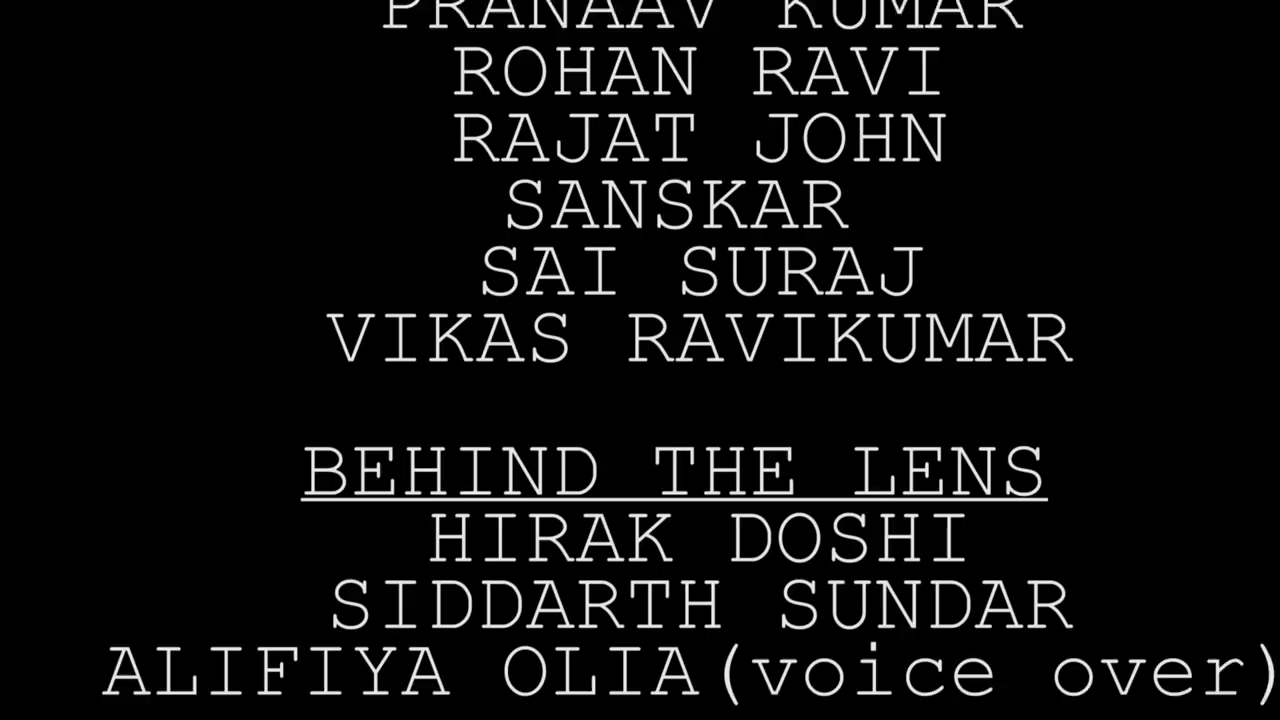 PRANAAV KUMAR
ROHAN RAVI
RAJAT JOHN
SANSKAR
SAI SURAJ
VIKAS RAVIKUMAR
BEHIND THE LENS
HIRAK DOSHI
SIDDARTH SUNDAR
ALIFIYA OLIA(voice over)